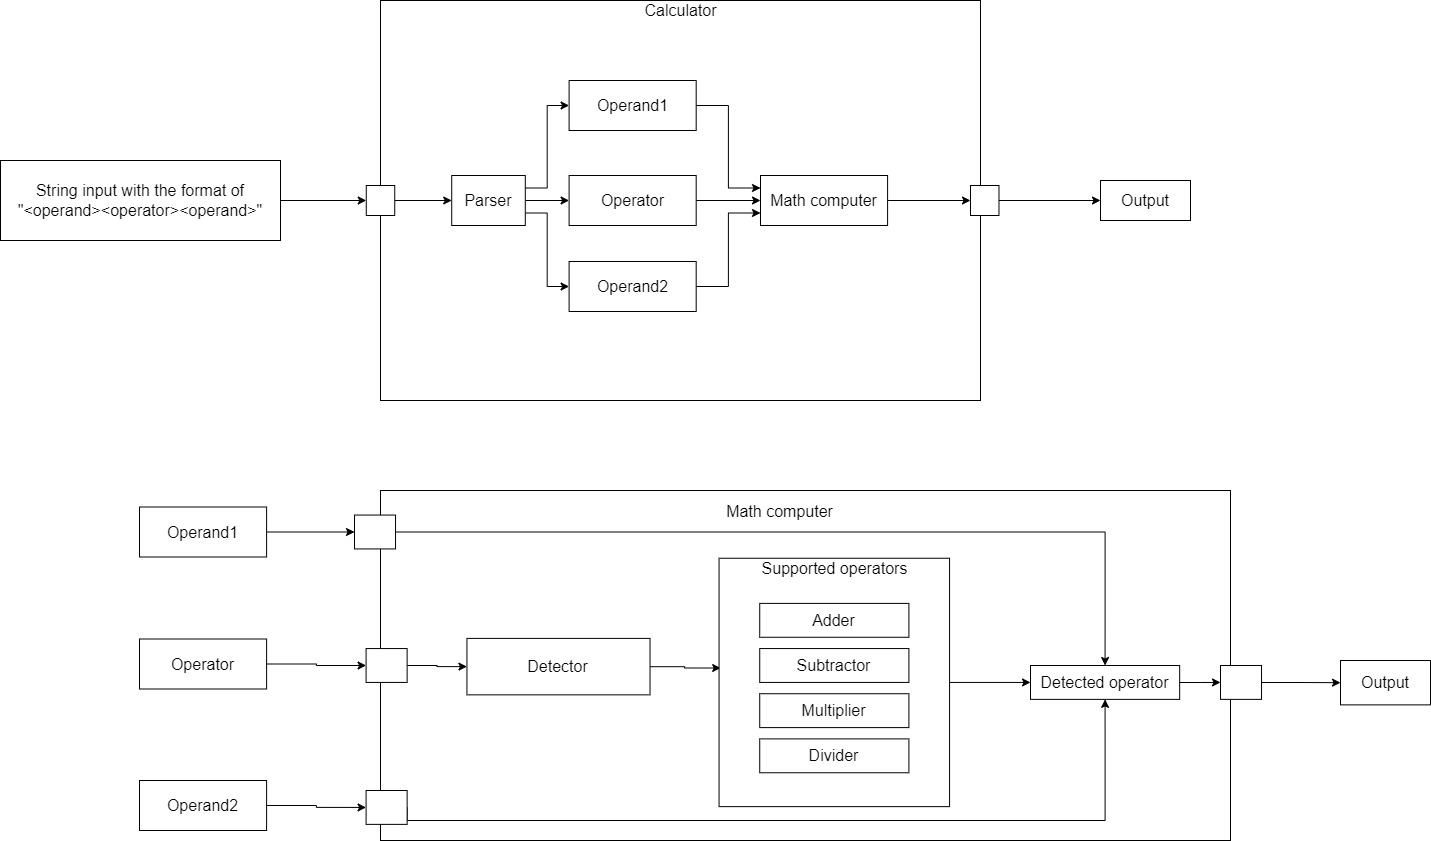 Calculator
Operand1
String input with the format of
"<operand><operator><operand>"
Parser
Operator
Math computer
Output
Operand2
Math computer
Operand1
Supported operators
Adder
Operator
Detector
Subtractor
Detected operator
Output
Multiplier
Divider
Operand2